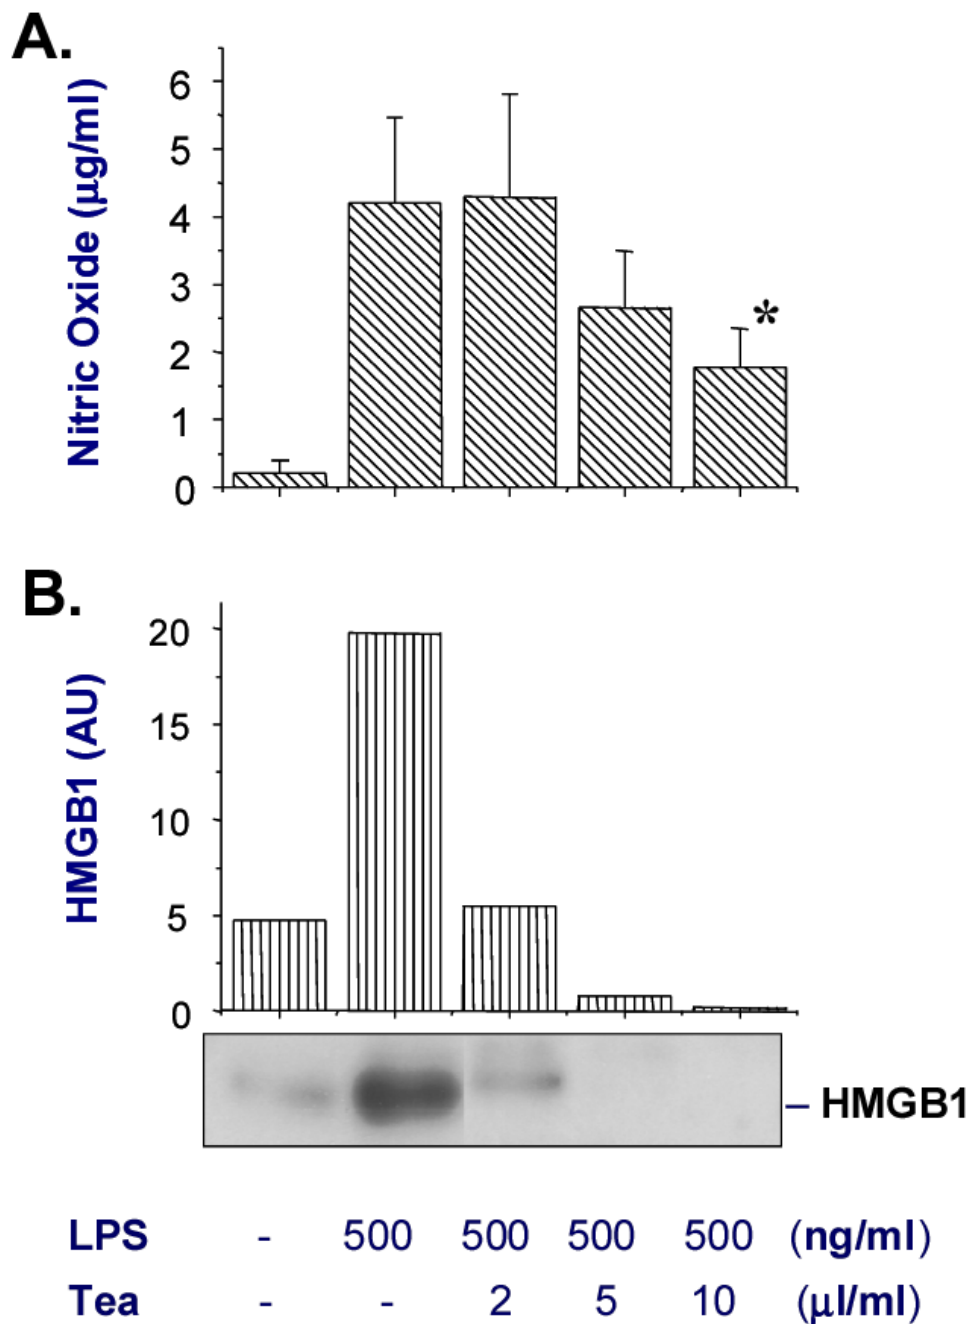 A.
Nitric Oxide (µg/ml)
6
5
4
3
2
1
0
*
B.
HMGB1 (AU)
20
15
10
5
0
– HMGB1
LPS - 500 500 500 500 (ng/ml)
Tea - - 2 5 10 (µl/ml)